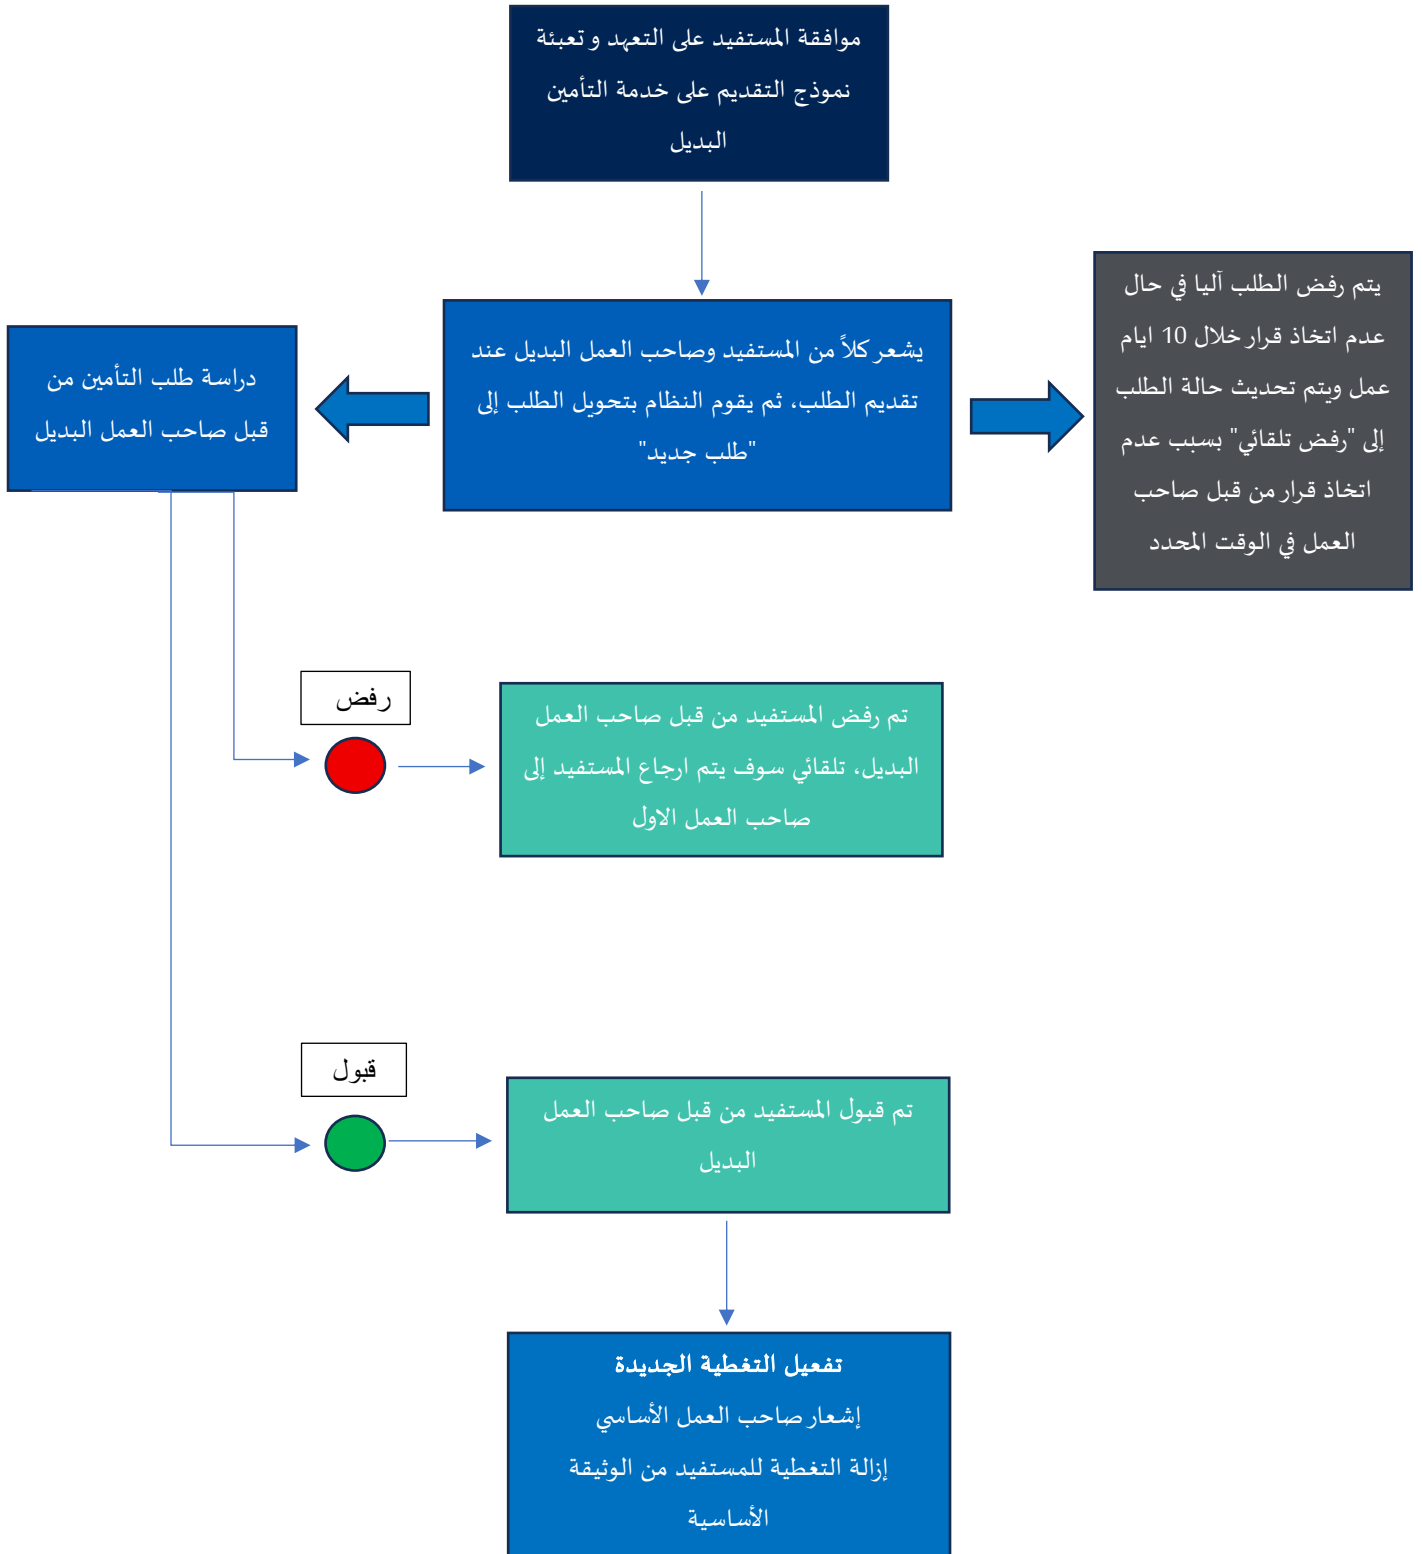 موافقة المستفيد على التعهد و تعبئة
نموذج التقديم على خدمة التأمين
البديل
يتم رفض الطلب آليا في حال
عدم اتخاذ قرار خلال 10 ايام
عمل ويتم تحديث حالة الطلب
إلى "رفض تلقائي" بسبب عدم
اتخاذ قرار من قبل صاحب
العمل في الوقت المحدد
يشعر كلاً من المستفيد وصاحب العمل البديل عند
تقديم الطلب، ثم يقوم النظام بتحويل الطلب إلى
"طلب جديد"
دراسة طلب التأمين من
قبل صاحب العمل البديل
رفض
تم رفض المستفيد من قبل صاحب العمل
البديل، تلقائي سوف يتم ارجاع المستفيد إلى
صاحب العمل الاول
قبول
تم قبول المستفيد من قبل صاحب العمل
البديل
تفعيل التغطية الجديدة
إشعار صاحب العمل الأساسي
إزالة التغطية للمستفيد من الوثيقة
الأساسية